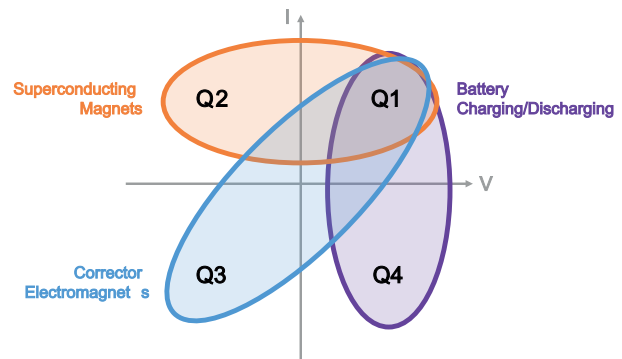 I
Superconducting
Magnets
Q2
Q1
Battery
Charging/Discharging
V
Corrector
Electromagnet s
Q3
Q4